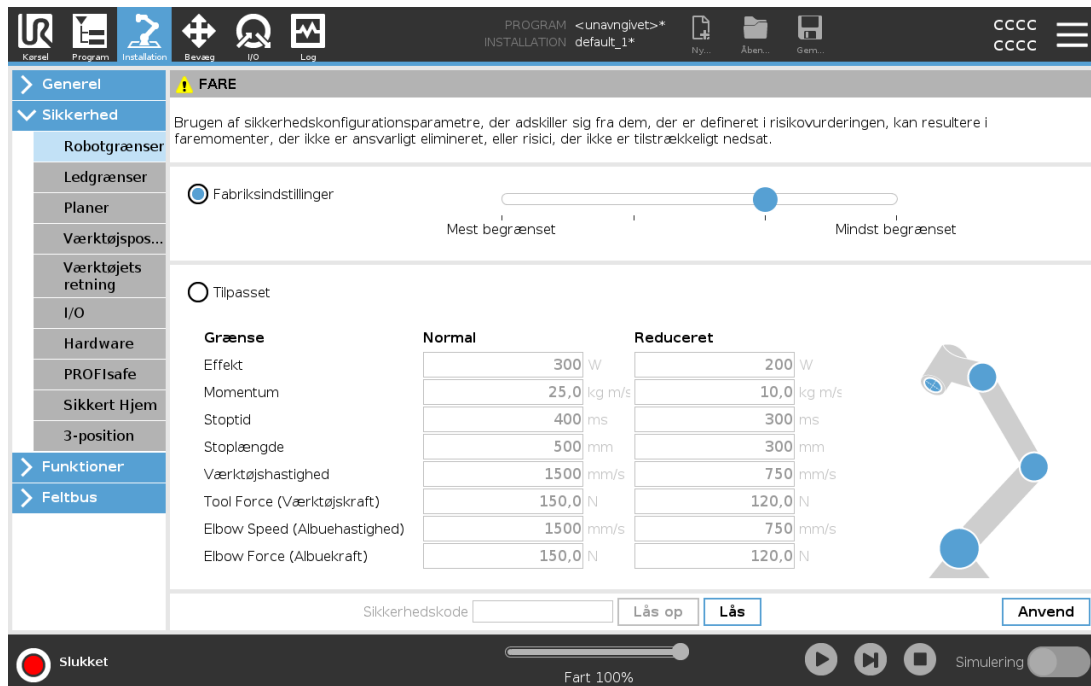 PROGRAM <unavngivet>*
INSTALLATION default_1*
CCCC
CCCC
UR
Kørsel Program Installation Bevæg I/O Log Ny... Åben... Gem...
Generel
Sikkerhed
Robotgrænser
Ledgrænser
Planer
Værktøjspos...
Værktøjets
retning
I/O
Hardware
PROFIsafe
Sikkert Hjem
3-position
Funktioner
Feltbus
FARE
Brugen af sikkerhedskonfigurationsparametre, der adskiller sig fra dem, der er defineret i risikovurderingen, kan resultere i
faremomenter, der ikke er ansvarligt elimineret, eller risici, der ikke er tilstrækkeligt nedsat.
Fabriksindstillinger
Mest begrænset Mindst begrænset
Tilpasset
Grænse Normal Reduceret
Effekt 300 W 200 W
Momentum 25,0 kg m/s 10,0 kg m/s
Stoptid 400 ms 300 ms
Stoplængde 500 mm 300 mm
Værktøjshastighed 1500 mm/s 750 mm/s
Tool Force (Værktøjskraft) 150,0 N 120,0 N
Elbow Speed (Albuehastighed) 1500 mm/s 750 mm/s
Elbow Force (Albuekraft) 150,0 N 120,0 N
Sikkerhedskode Lås op Lås Anvend
Slukket
Fart 100%
Simulering